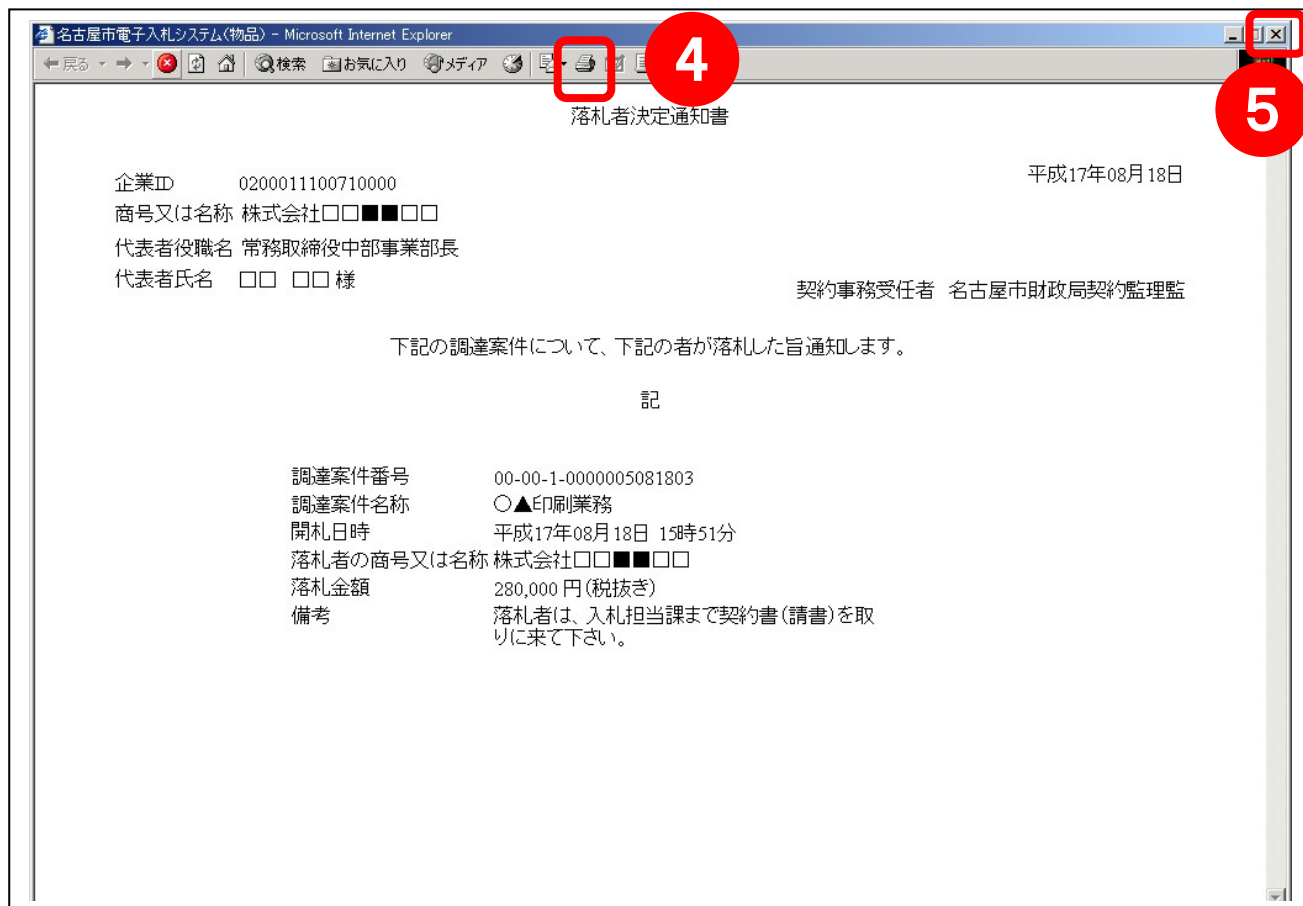 名古屋市電子入札システム(物品) - Microsoft Internet Explorer
戻る 検索 お気に入り メディア
4
5
落札者決定通知書
平成17年08月18日
企業ID 0200011100710000
商号又は名称 株式会社□□■■□□
代表者役職名 常務取締役中部事業部長
代表者氏名 □□ □□ 様
契約事務受任者 名古屋市財政局契約監理監
下記の調達案件について、下記の者が落札した旨通知します。
記
調達案件番号 00-00-1-0000005081803
調達案件名称 ○▲印刷業務
開札日時 平成17年08月18日 15時51分
落札者の商号又は名称 株式会社□□■■□□
落札金額 280,000 円(税抜き)
備考 落札者は、入札担当課まで契約書(請書)を取
りに来て下さい。